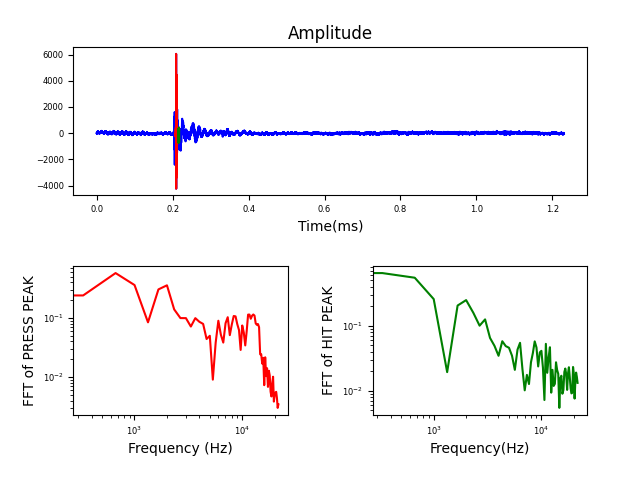 Amplitude
6000
4000
2000
0
−2000
−4000
0.0 0.2 0.4 0.6 0.8 1.0 1.2
Time(ms)
FFT of PRESS PEAK
10⁻¹
10⁻²
10³ 10⁴
Frequency (Hz)
FFT of HIT PEAK
10⁻¹
10⁻²
10³ 10⁴
Frequency(Hz)